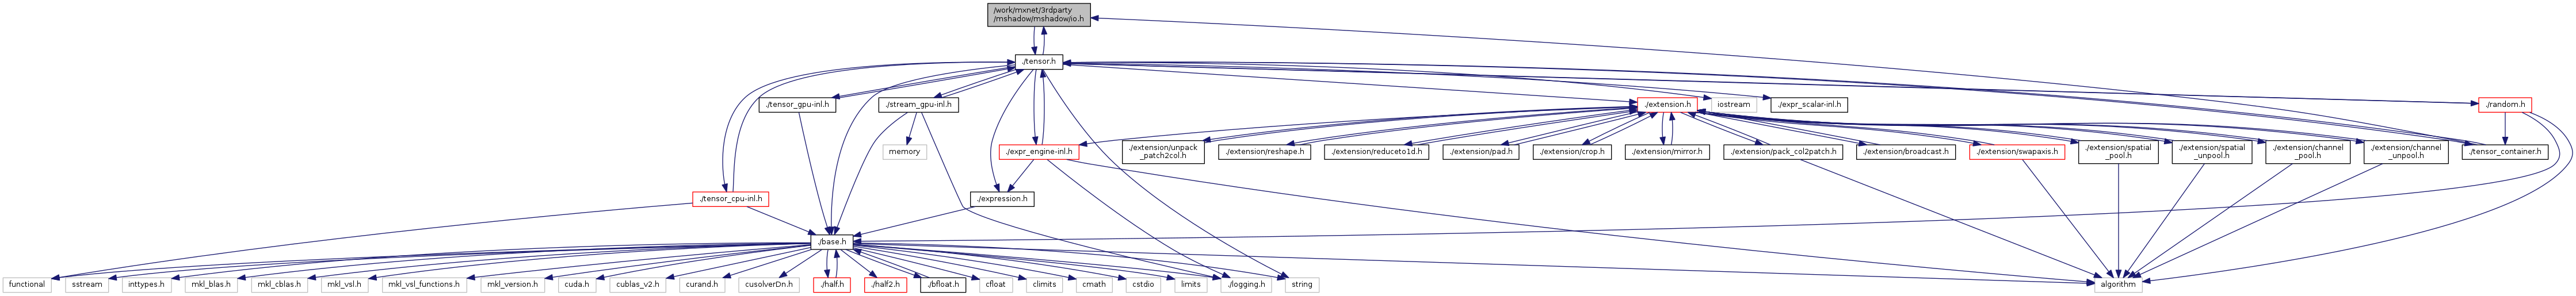 /work/mxnet/3rdparty
/mshadow/mshadow/io.h
./tensor.h
./tensor_gpu-inl.h
./stream_gpu-inl.h
./extension.h
iostream
./expr_scalar-inl.h
./random.h
memory
./expr_engine-inl.h
./extension/unpack
_patch2col.h
./extension/reshape.h
./extension/reduceto1d.h
./extension/pad.h
./extension/crop.h
./extension/mirror.h
./extension/pack_col2patch.h
./extension/broadcast.h
./extension/swapaxis.h
./extension/spatial
_pool.h
./extension/spatial
_unpool.h
./extension/channel
_pool.h
./extension/channel
_unpool.h
./tensor_container.h
./tensor_cpu-inl.h
./expression.h
./base.h
functional
sstream
inttypes.h
mkl_blas.h
mkl_cblas.h
mkl_vsl.h
mkl_vsl_functions.h
mkl_version.h
cuda.h
cublas_v2.h
curand.h
cusolverDn.h
./half.h
./half2.h
./bfloat.h
cfloat
climits
cmath
cstdio
limits
./logging.h
string
algorithm